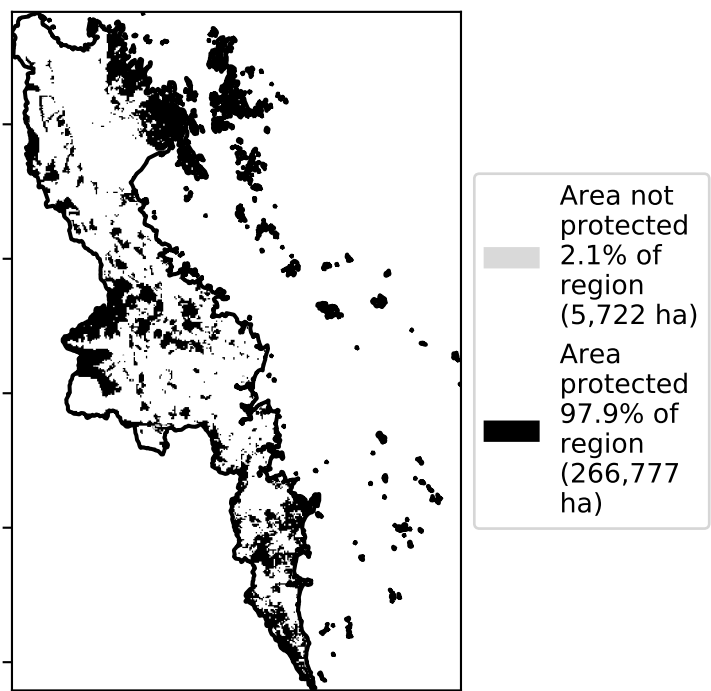 Area not
protected
2.1% of
region
(5,722 ha)
Area
protected
97.9% of
region
(266,777
ha)